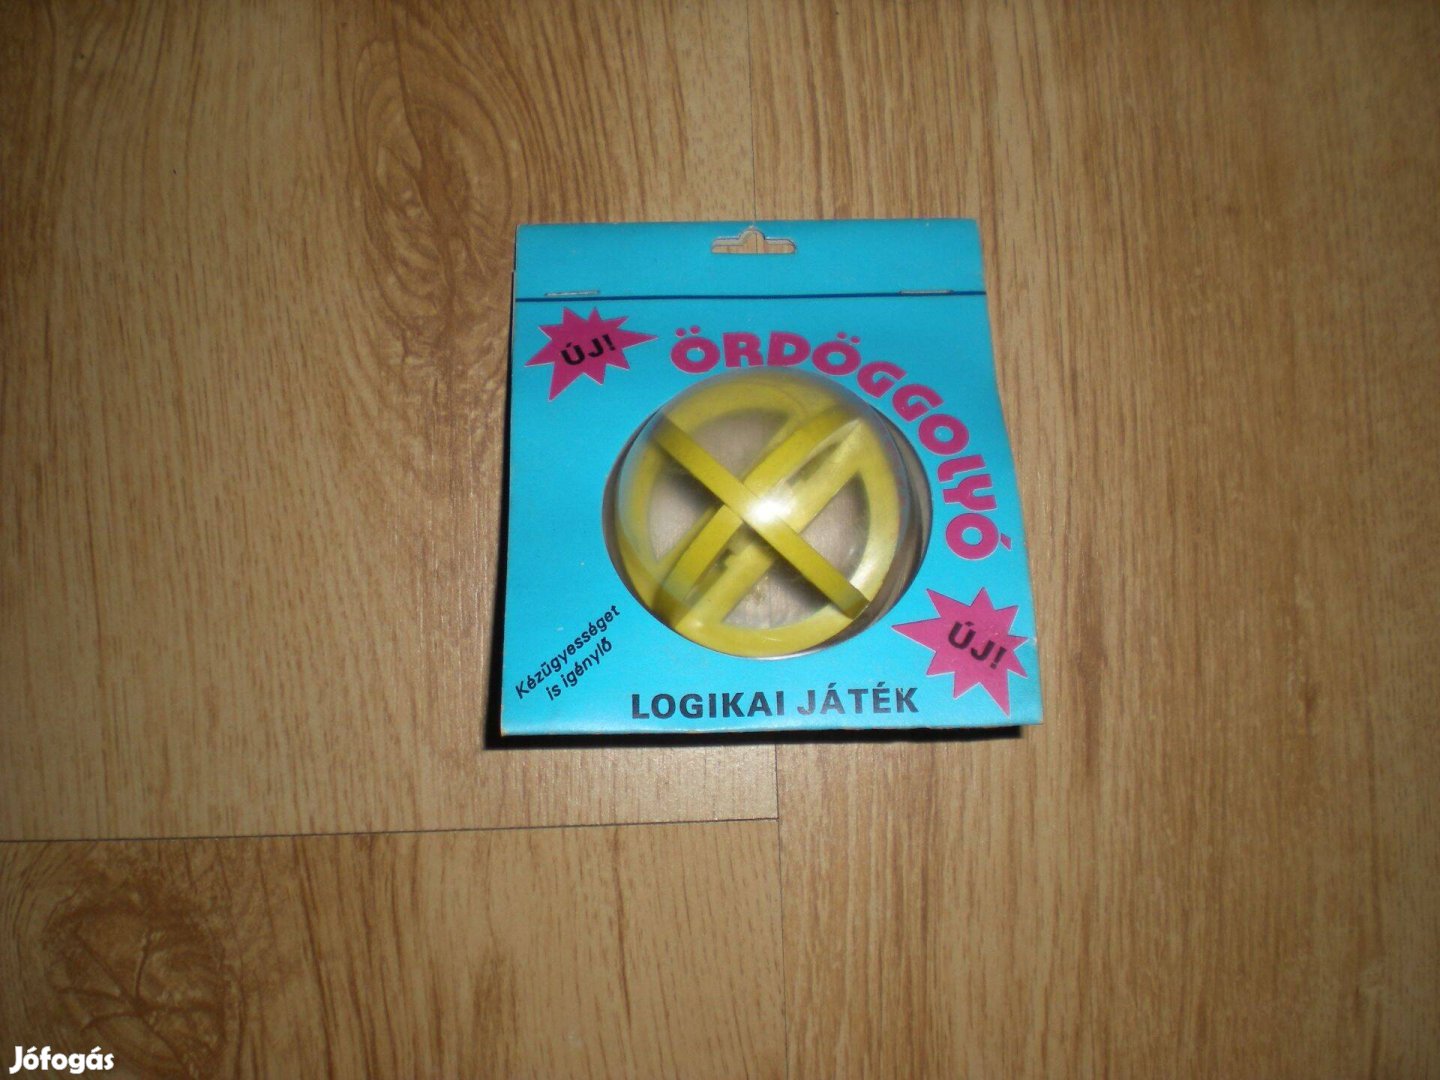 ÚJ!
ÖRDÖGGOLYÓ
Kézügyességet
is igénylő
ÚJ!
LOGIKAI JÁTÉK
Jófogás